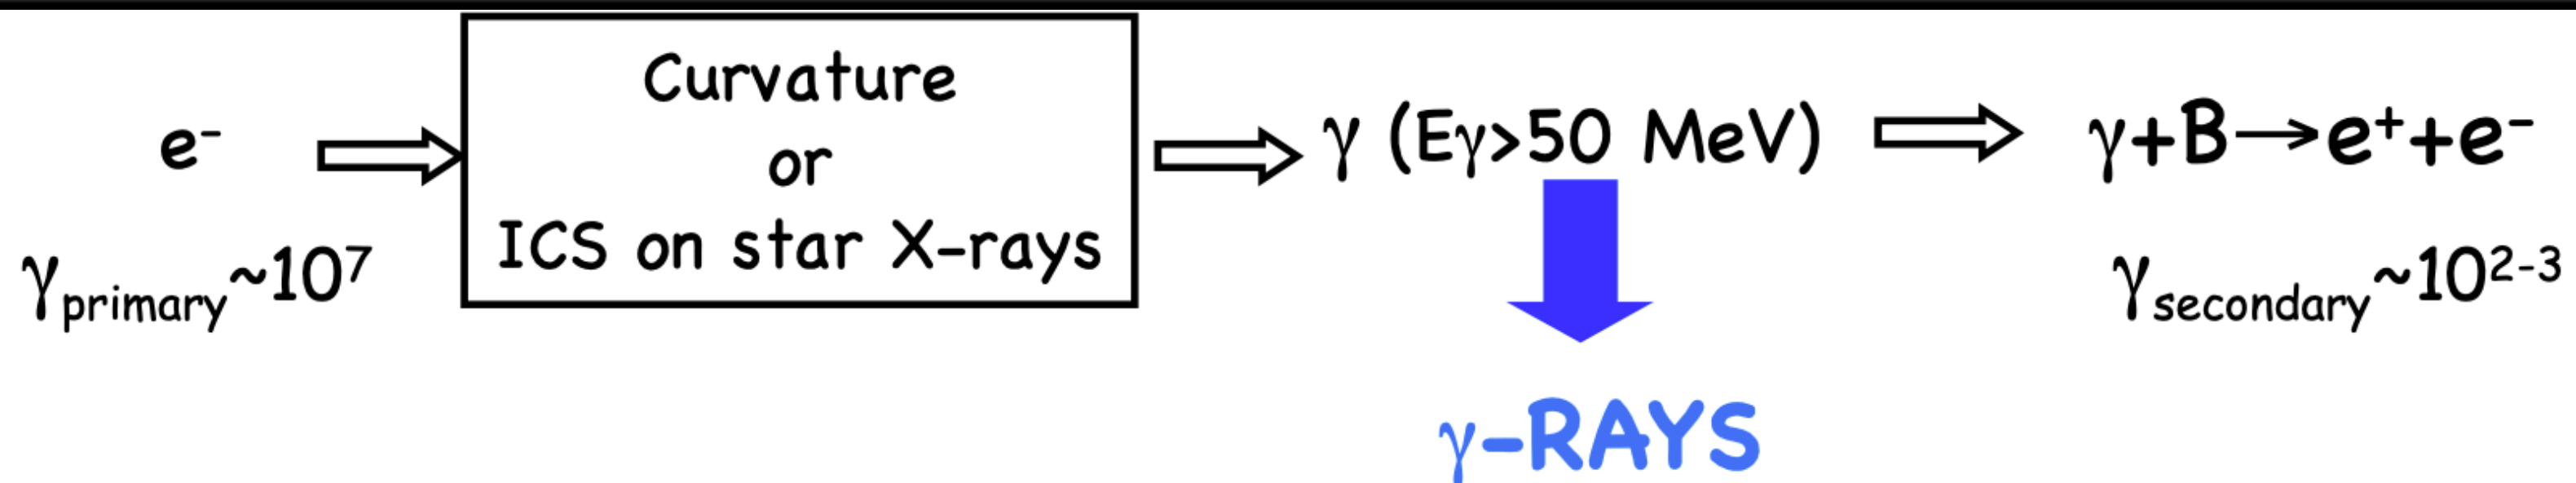 e⁻
γprimary~10⁷
Curvature
or
ICS on star X-rays
γ (Eγ>50 MeV)
γ-RAYS
γ+B→e⁺+e⁻
γsecondary~10²⁻³